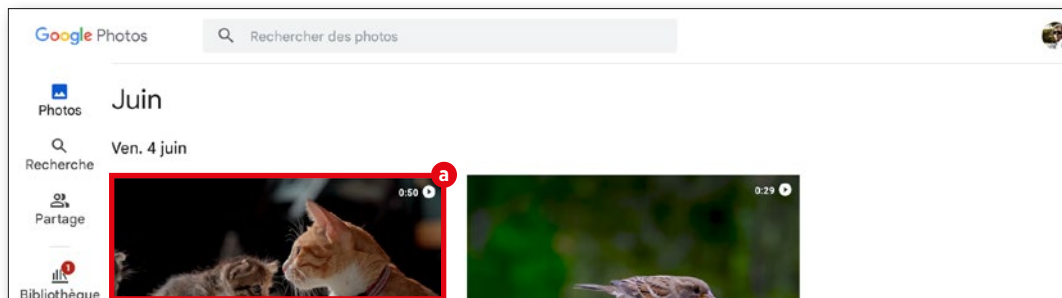 Google Photos
Rechercher des photos
Photos
Juin
Recherche
Ven. 4 juin
a
0:50
0:29
Partage
1
Bibliothèque